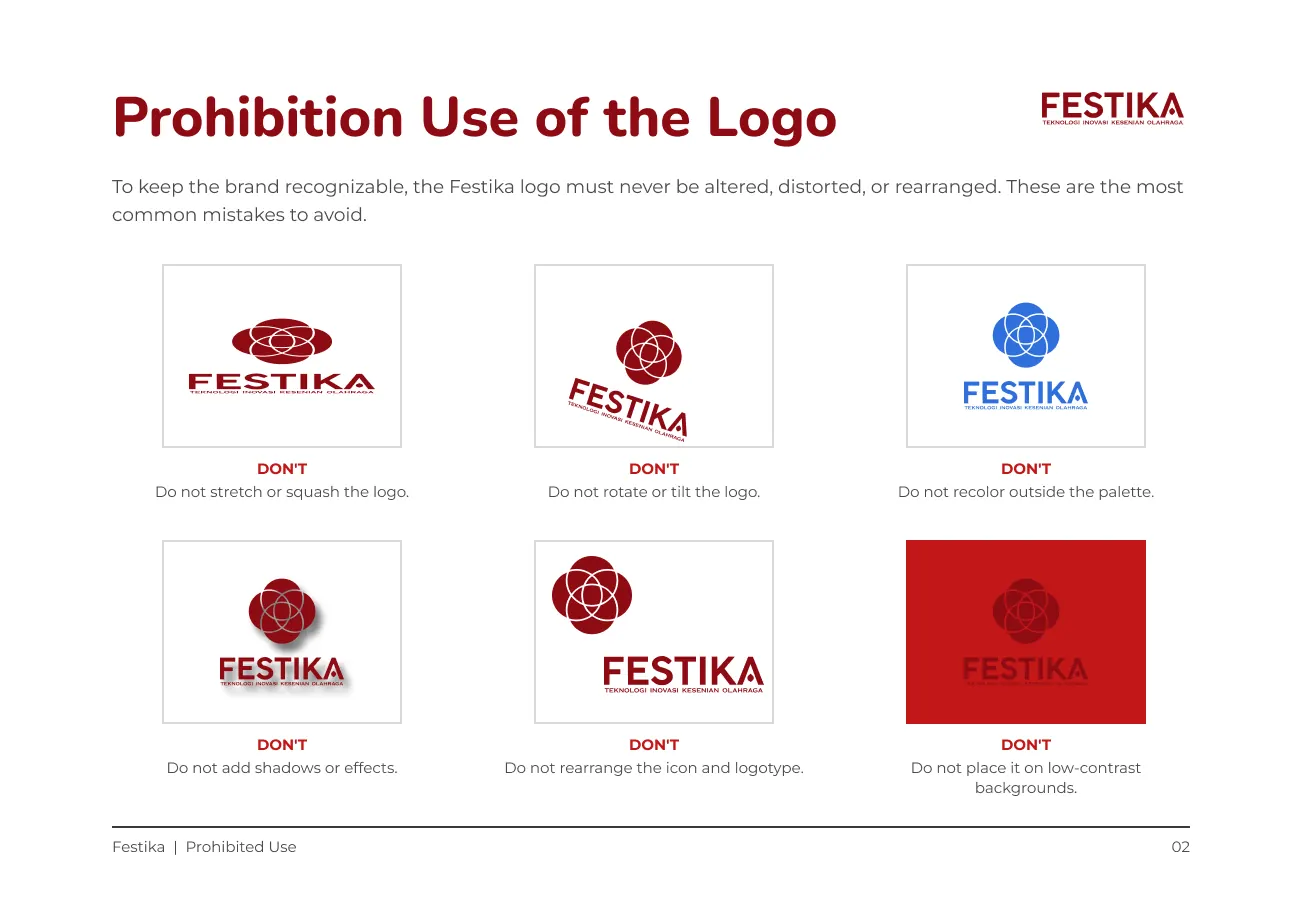 Prohibition Use of the Logo
FESTIKA
TEKNOLOGI INOVASI KESENIAN OLAHRAGA
To keep the brand recognizable, the Festika logo must never be altered, distorted, or rearranged. These are the most
common mistakes to avoid.
FESTIKA
TEKNOLOGI INOVASI KESENIAN OLAHRAGA
DON'T
Do not stretch or squash the logo.
FESTIKA
TEKNOLOGI INOVASI KESENIAN OLAHRAGA
DON'T
Do not rotate or tilt the logo.
FESTIKA
TEKNOLOGI INOVASI KESENIAN OLAHRAGA
DON'T
Do not recolor outside the palette.
FESTIKA
TEKNOLOGI INOVASI KESENIAN OLAHRAGA
DON'T
Do not add shadows or effects.
FESTIKA
TEKNOLOGI INOVASI KESENIAN OLAHRAGA
DON'T
Do not rearrange the icon and logotype.
FESTIKA
DON'T
Do not place it on low-contrast
backgrounds.
Festika | Prohibited Use
02